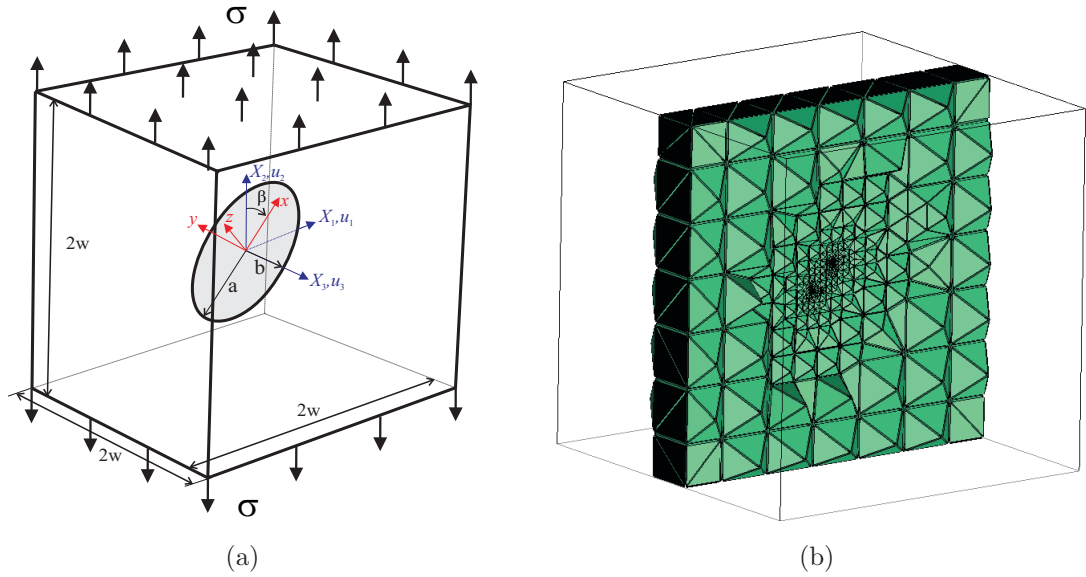 σ
X₂,u₂
β
x
y
z
X₁,u₁
2w
b
X₃,u₃
a
2w
2w
σ
(a)
(b)